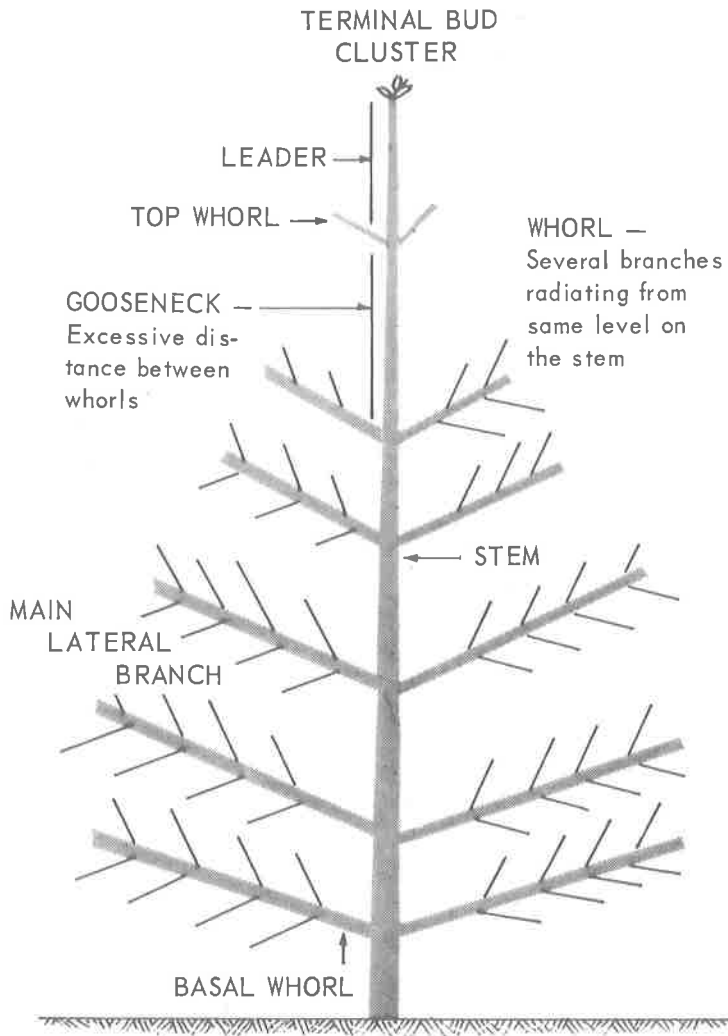 TERMINAL BUD
CLUSTER
LEADER
TOP WHORL
WHORL —
Several branches
radiating from
same level on
the stem
GOOSENECK —
Excessive dis-
tance between
whorls
STEM
MAIN
LATERAL
BRANCH
BASAL WHORL